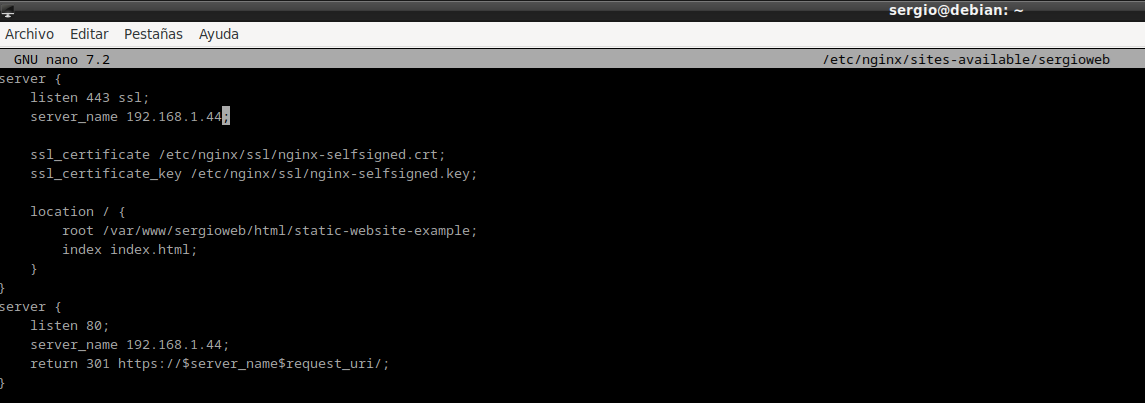 sergio@debian: ~
Archivo Editar Pestañas Ayuda
GNU nano 7.2 /etc/nginx/sites-available/sergioweb
server {
    listen 443 ssl;
    server_name 192.168.1.44;

    ssl_certificate /etc/nginx/ssl/nginx-selfsigned.crt;
    ssl_certificate_key /etc/nginx/ssl/nginx-selfsigned.key;

    location / {
        root /var/www/sergioweb/html/static-website-example;
        index index.html;
    }
}
server {
    listen 80;
    server_name 192.168.1.44;
    return 301 https://$server_name$request_uri/;
}